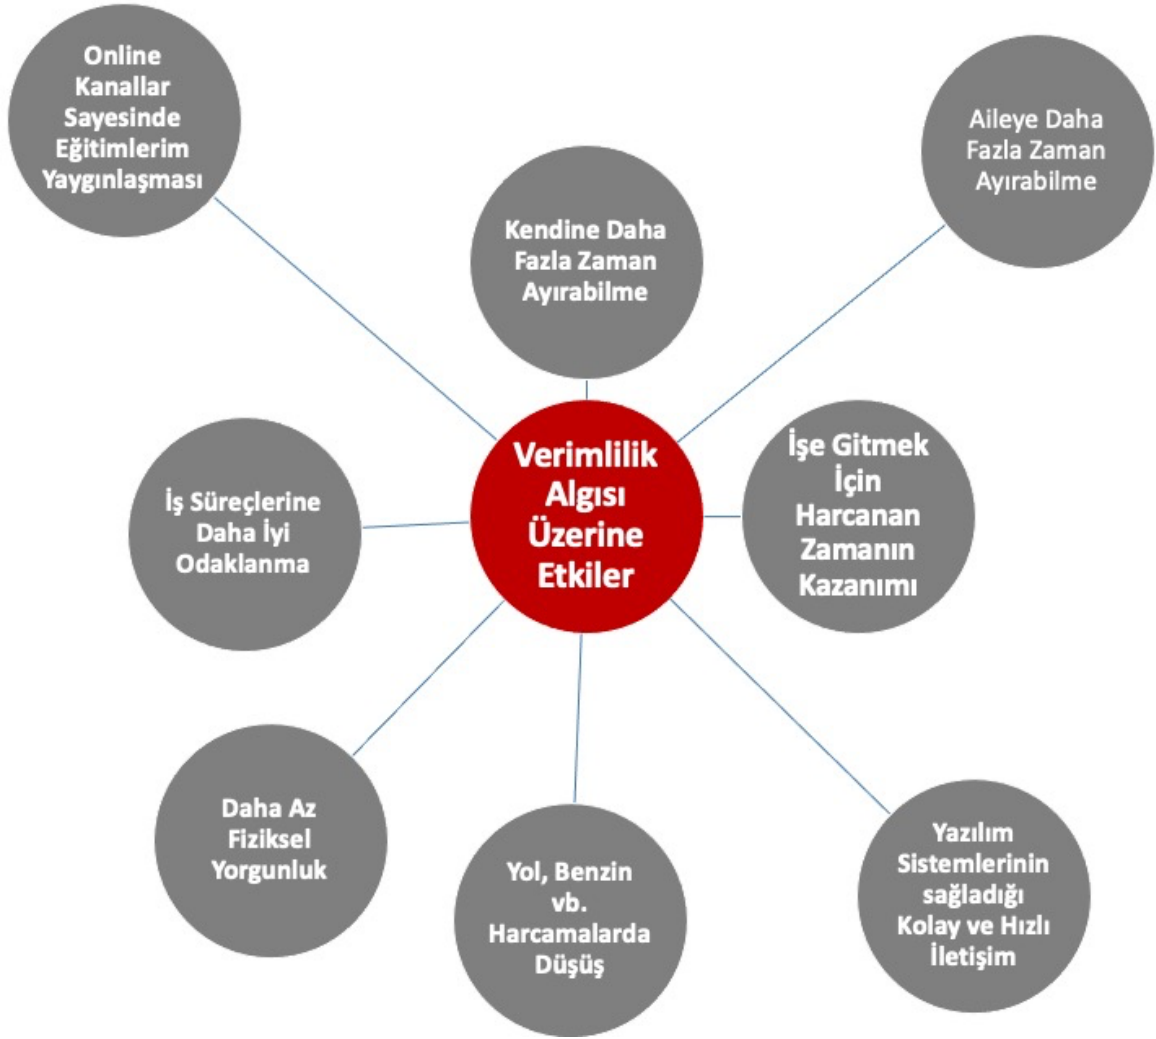 Online
Kanallar
Sayesinde
Eğitimlerim
Yaygınlaşması
Aileye Daha
Fazla Zaman
Ayırabilme
Kendine Daha
Fazla Zaman
Ayırabilme
Verimlilik
Algısı
Üzerine
Etkiler
İşe Gitmek
İçin
Harcanan
Zamanın
Kazanımı
İş Süreçlerine
Daha İyi
Odaklanma
Daha Az
Fiziksel
Yorgunluk
Yol, Benzin
vb.
Harcamalarda
Düşüş
Yazılım
Sistemlerinin
sağladığı
Kolay ve Hızlı
İletişim